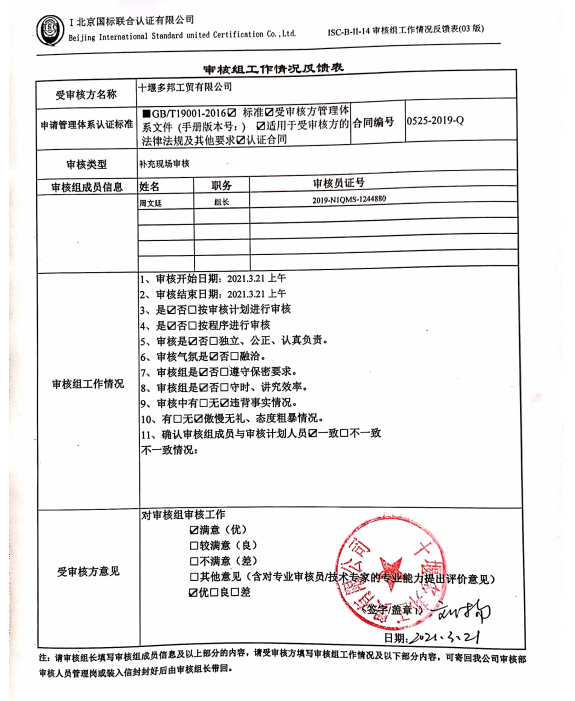 I 北京国标联合认证有限公司
Beijing International Standard united Certification Co.,Ltd.
ISC-B-II-14 审核组工作情况反馈表(03 版)
审核组工作情况反馈表
受审核方名称
十堰多邦工贸有限公司
申请管理体系认证标准
■GB/T19001-2016☑ 标准☑受审核方管理体
系文件（手册版本号：） ☑适用于受审核方的
法律法规及其他要求☑认证合同
合同编号
0525-2019-Q
审核类型
补充现场审核
审核组成员信息
姓名 职务 审核员证号
周文廷 组长 2019-N1QMS-1244880
审核组工作情况
1、审核开始日期：2021.3.21 上午
2、审核结束日期：2021.3.21 上午
3、是☑否☐按审核计划进行审核
4、是☑否☐按程序进行审核
5、审核是☑否☐独立、公正、认真负责。
6、审核气氛是☑否☐融洽。
7、审核组是☑否☐遵守保密要求。
8、审核组是☑否☐守时、讲究效率。
9、审核中有☐无☑违背事实情况。
10、有☐无☑傲慢无礼、态度粗暴情况。
11、确认审核组成员与审核计划人员☑一致☐不一致
不一致情况：
受审核方意见
对审核组审核工作
☑满意（优）
☐较满意（良）
☐不满意（差）
☐其他意见（含对专业审核员/技术专家的专业能力提出评价意见）
☑优☐良☐差
(签字/盖章)：
日期：2021.3.21
注：请审核组长填写审核组成员信息及以上部分的内容，请受审核方填写审核组工作情况及以下部分内容，可寄回我公司审核部
审核人员管理岗或装入信封封好后由审核组长带回。